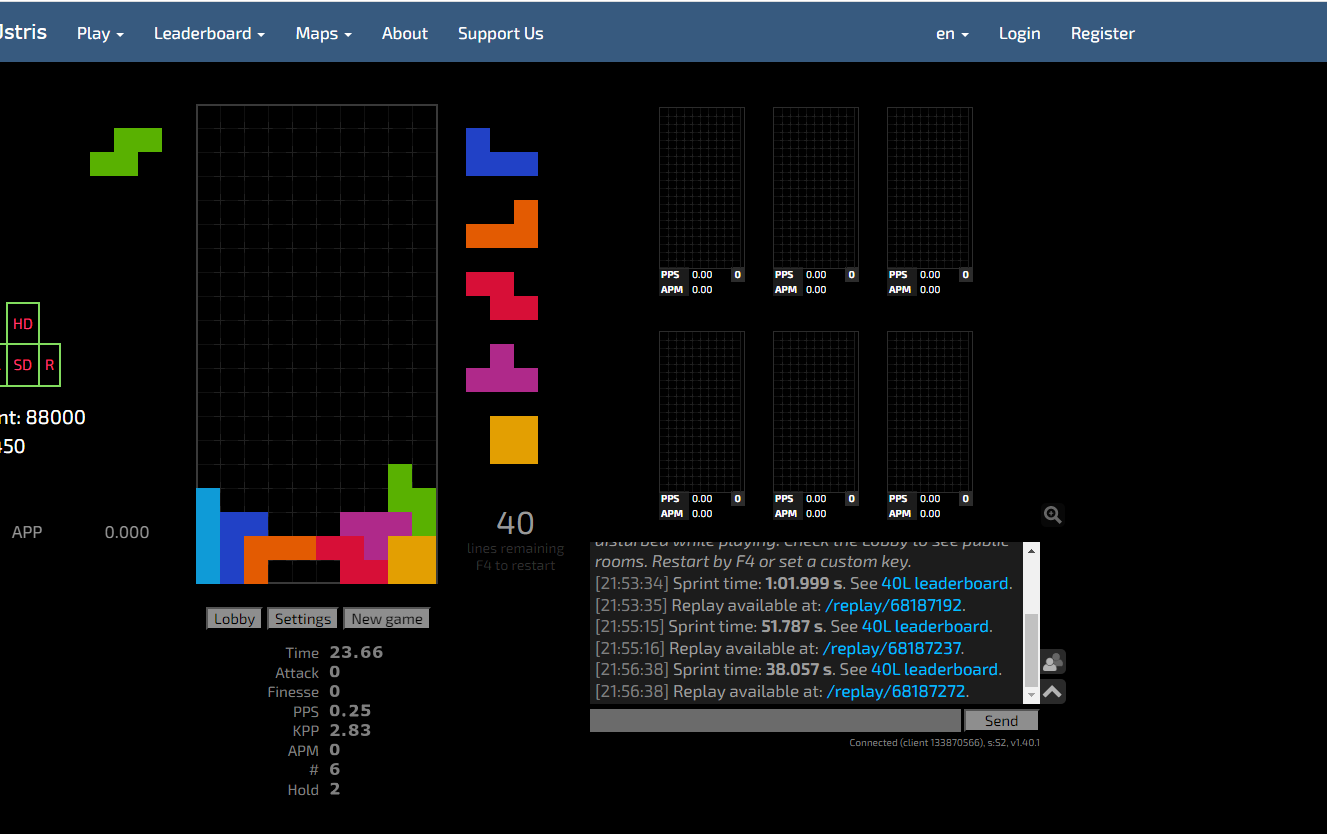 Jstris Play Leaderboard Maps About Support Us en Login Register
HD
SD R
nt: 88000
450
APP 0.000
PPS 0.00 0 PPS 0.00 0 PPS 0.00 0
APM 0.00 APM 0.00 APM 0.00
PPS 0.00 0 PPS 0.00 0 PPS 0.00 0
APM 0.00 APM 0.00 APM 0.00
40
lines remaining
F4 to restart
disturbed while playing. Check the Lobby to see public
rooms. Restart by F4 or set a custom key.
[21:53:34] Sprint time: 1:01.999 s. See 40L leaderboard.
[21:53:35] Replay available at: /replay/68187192.
[21:55:15] Sprint time: 51.787 s. See 40L leaderboard.
[21:55:16] Replay available at: /replay/68187237.
[21:56:38] Sprint time: 38.057 s. See 40L leaderboard.
[21:56:38] Replay available at: /replay/68187272.
Send
Connected (client 133870566), s:S2, v1.40.1
Lobby Settings New game
Time 23.66
Attack 0
Finesse 0
PPS 0.25
KPP 2.83
APM 0
# 6
Hold 2